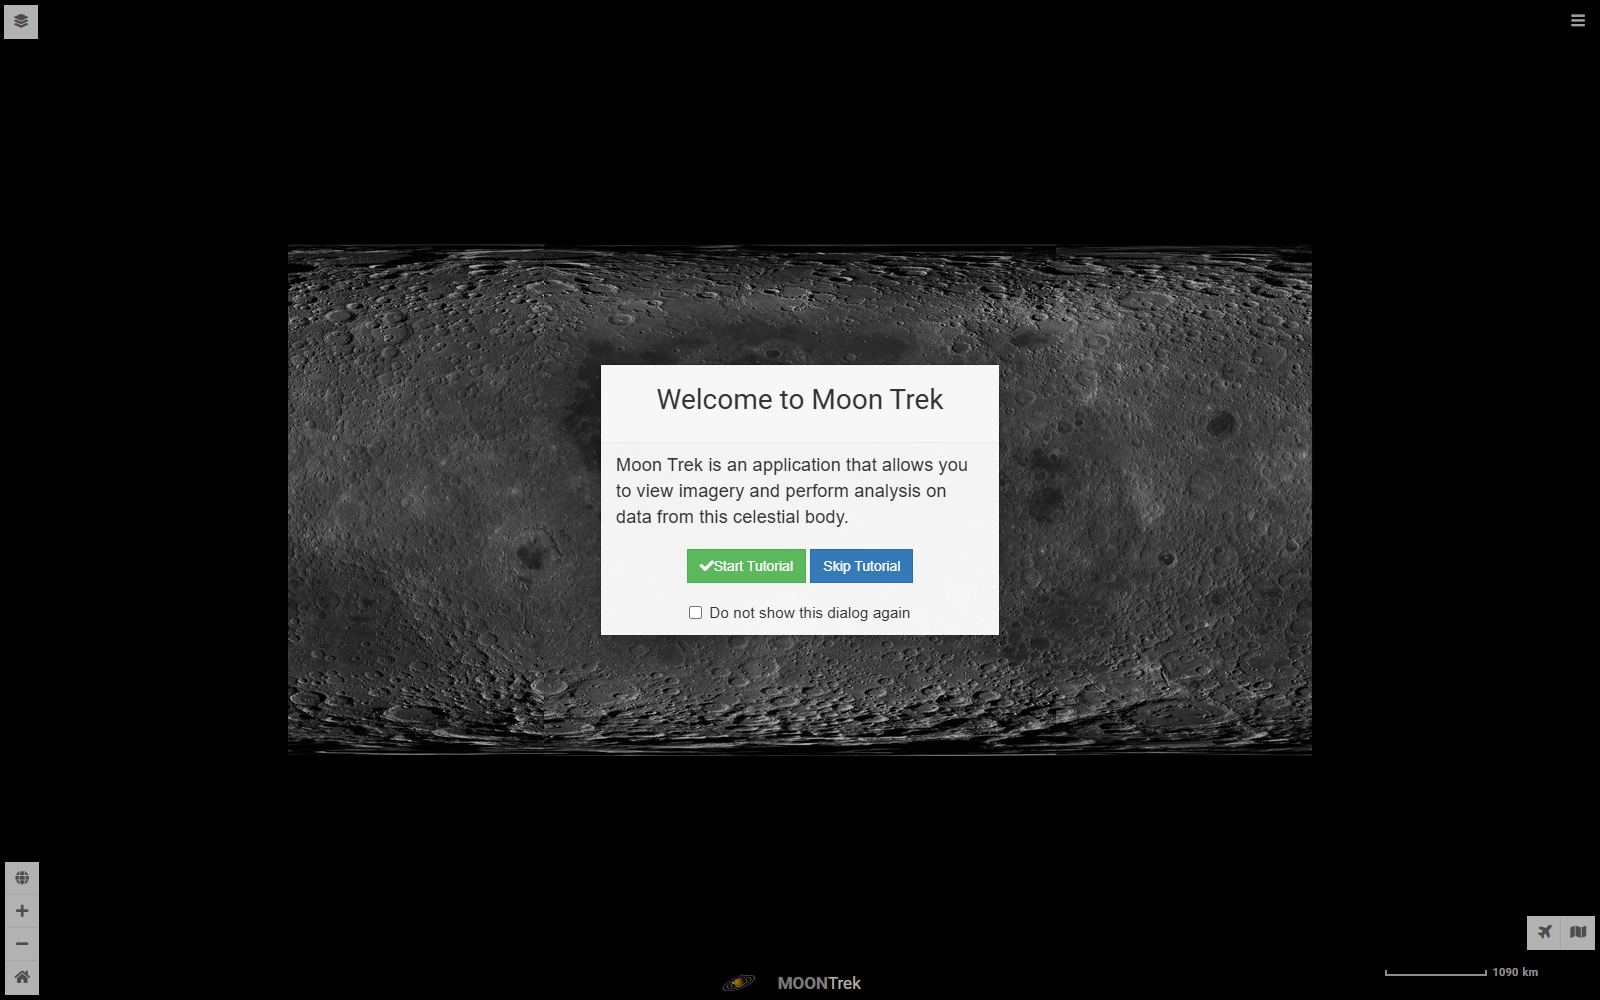 Welcome to Moon Trek
Moon Trek is an application that allows you
to view imagery and perform analysis on
data from this celestial body.
Start Tutorial
Skip Tutorial
Do not show this dialog again
1090 km
MOONTrek